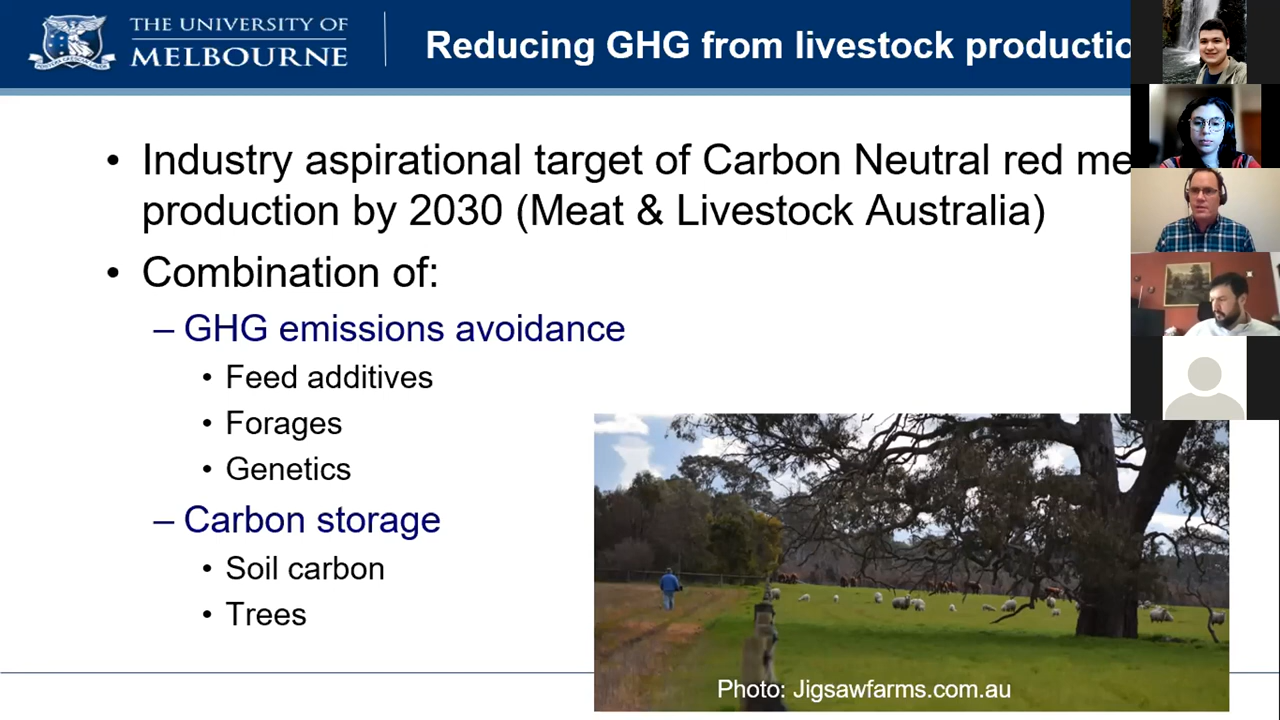 THE UNIVERSITY OF
MELBOURNE
Reducing GHG from livestock
• Industry aspirational target of Carbon Neutral red
production by 2030 (Meat & Livestock Australia)
• Combination of:
– GHG emissions avoidance
• Feed additives
• Forages
• Genetics
– Carbon storage
• Soil carbon
• Trees
Photo: Jigsawfarms.com.au